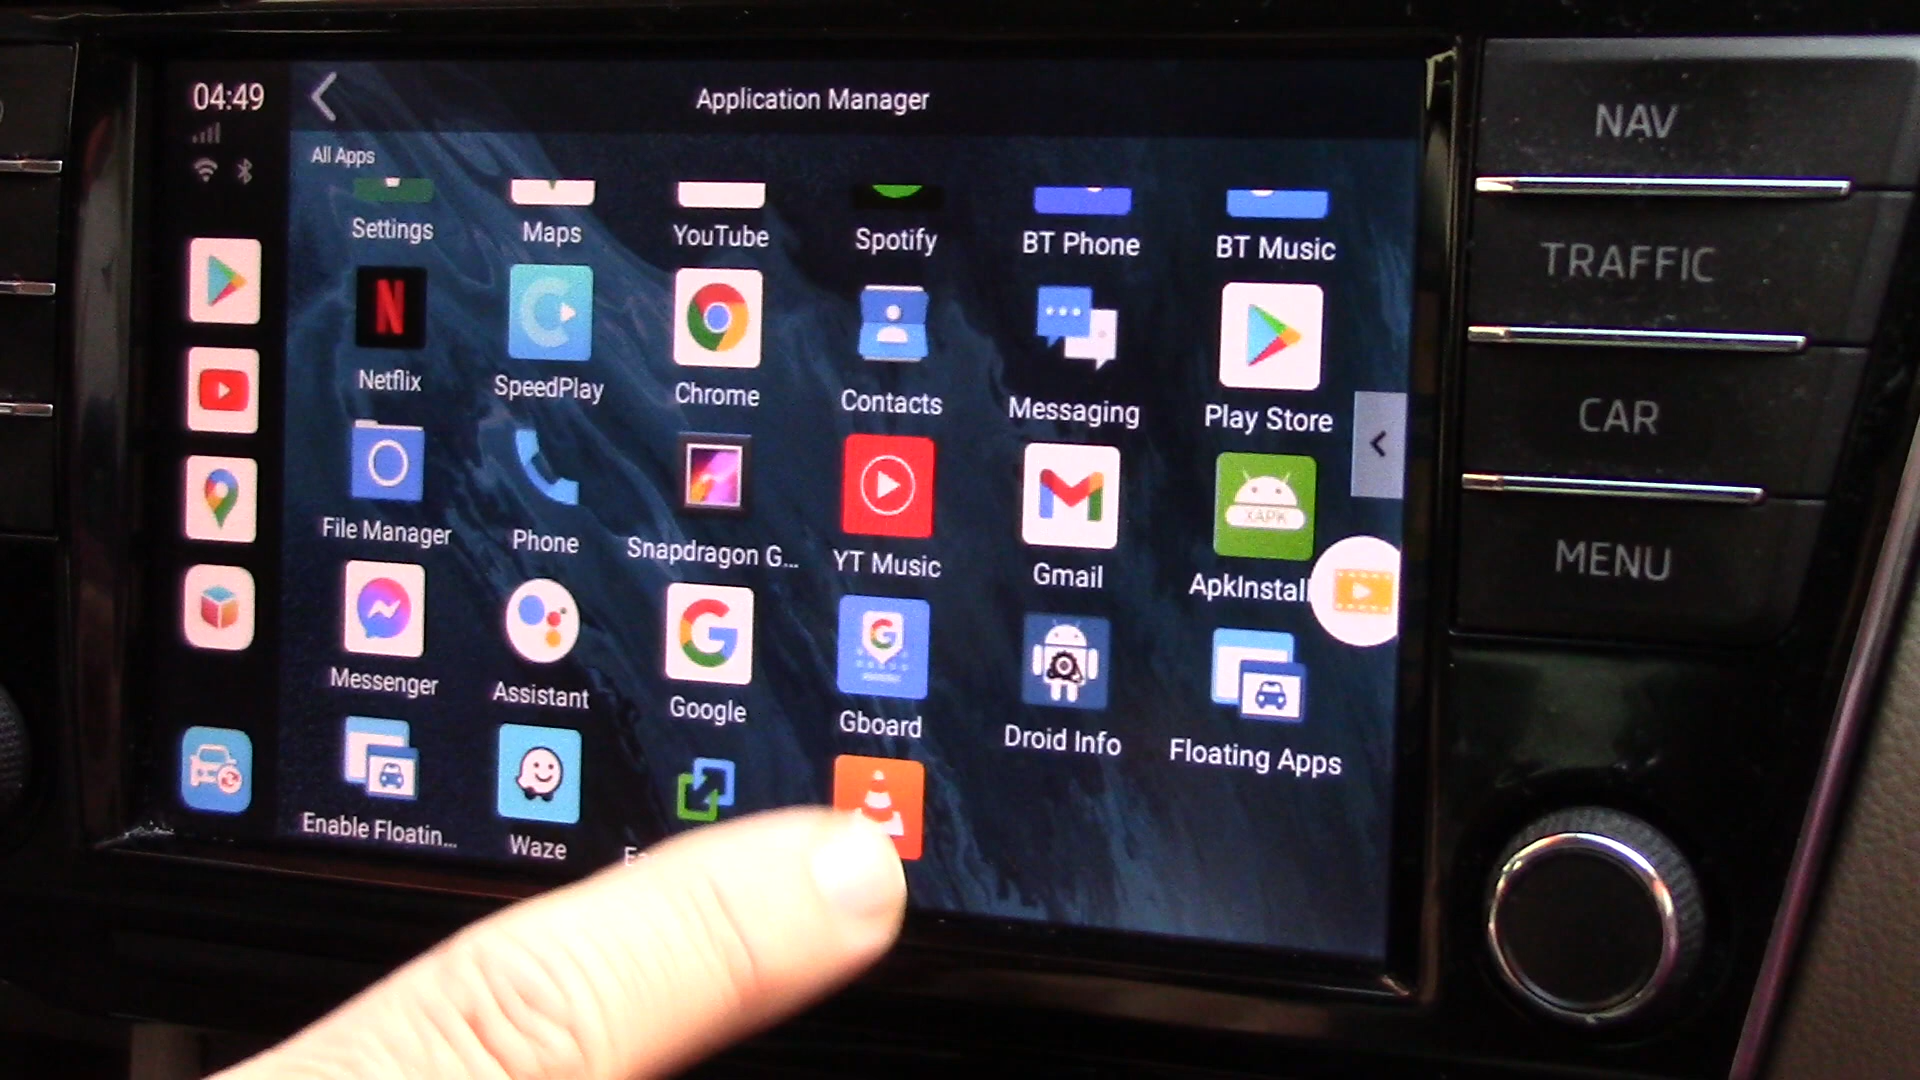 04:49
Application Manager
All Apps
Settings
Maps
YouTube
Spotify
BT Phone
BT Music
Netflix
SpeedPlay
Chrome
Contacts
Messaging
Play Store
File Manager
Phone
Snapdragon G...
YT Music
Gmail
XAPK
ApkInstall
Messenger
Assistant
Google
Gboard
Droid Info
Floating Apps
Enable Floatin...
Waze
NAV
TRAFFIC
CAR
MENU